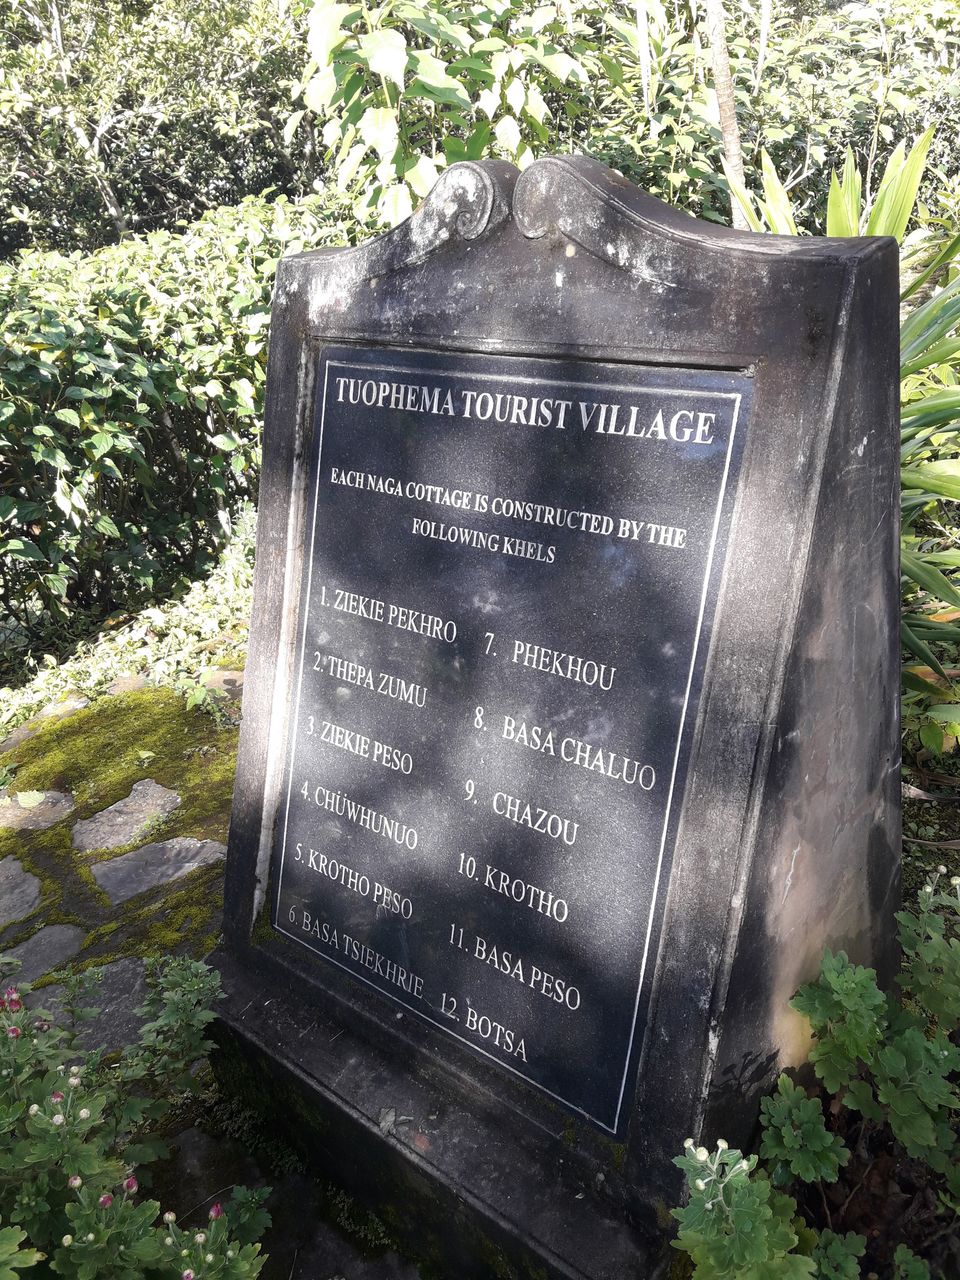 TUOPHEMA TOURIST VILLAGE
EACH NAGA COTTAGE IS CONSTRUCTED BY THE
FOLLOWING KHELS
1. ZIEKIE PEKHRO
2. THEPA ZUMU
3. ZIEKIE PESO
4. CHÜWHUNUO
5. KROTHO PESO
6. BASA TSIEKHRIE
7. PHEKHOU
8. BASA CHALUO
9. CHAZOU
10. KROTHO
11. BASA PESO
12. BOTSA